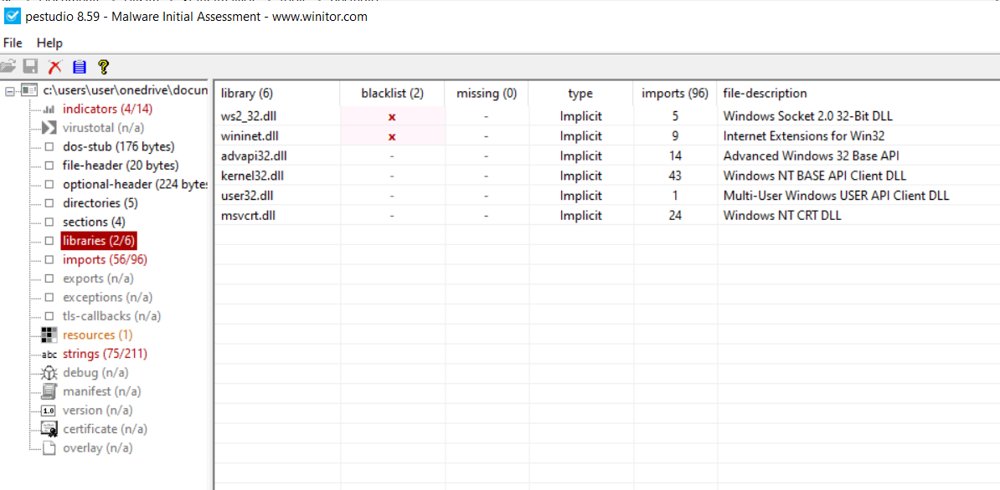 pestudio 8.59 - Malware Initial Assessment - www.winitor.com
File Help
c:\users\user\onedrive\docun
indicators (4/14)
virustotal (n/a)
dos-stub (176 bytes)
file-header (20 bytes)
optional-header (224 bytes
directories (5)
sections (4)
libraries (2/6)
imports (56/96)
exports (n/a)
exceptions (n/a)
tls-callbacks (n/a)
resources (1)
abc strings (75/211)
debug (n/a)
manifest (n/a)
1.0 version (n/a)
certificate (n/a)
overlay (n/a)
library (6) blacklist (2) missing (0) type imports (96) file-description
ws2_32.dll x - Implicit 5 Windows Socket 2.0 32-Bit DLL
wininet.dll x - Implicit 9 Internet Extensions for Win32
advapi32.dll - - Implicit 14 Advanced Windows 32 Base API
kernel32.dll - - Implicit 43 Windows NT BASE API Client DLL
user32.dll - - Implicit 1 Multi-User Windows USER API Client DLL
msvcrt.dll - - Implicit 24 Windows NT CRT DLL